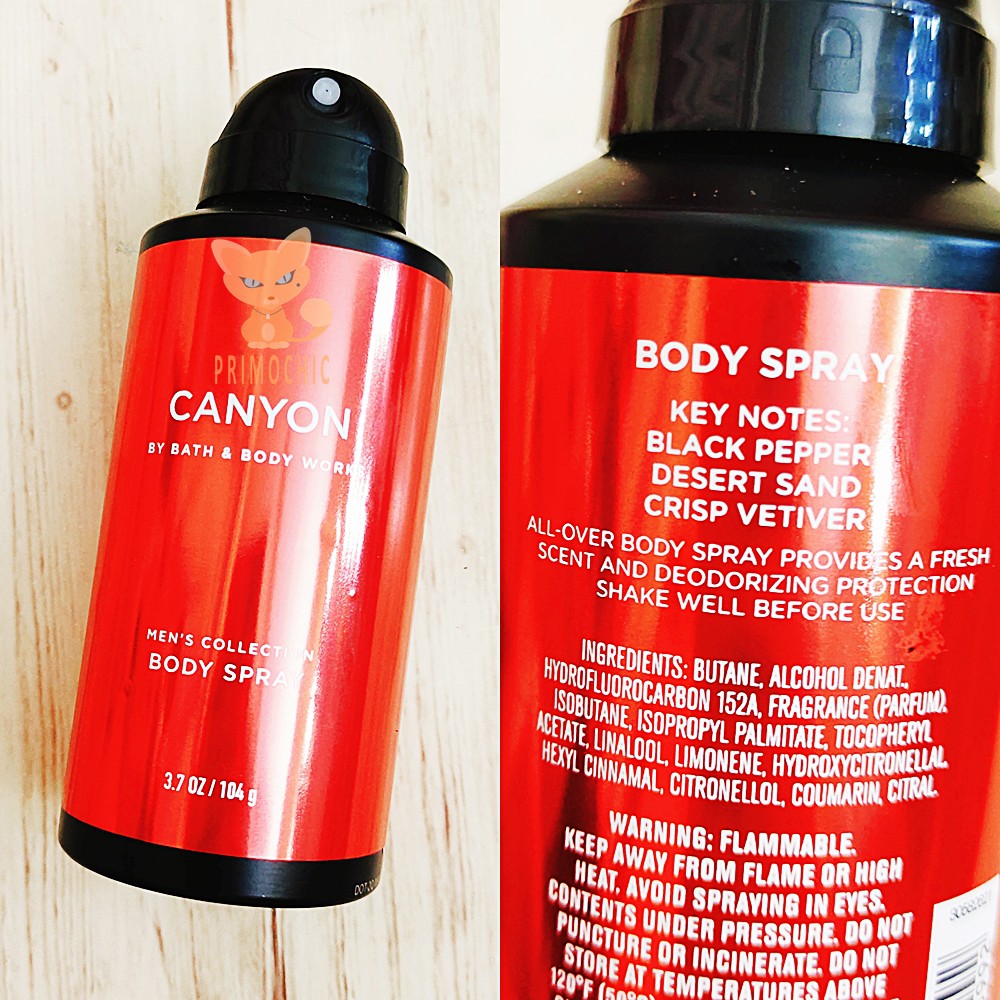 PRIMOCHIC
CANYON
BY BATH & BODY WORKS
MEN'S COLLECTION
BODY SPRAY
3.7 OZ / 104 g
BODY SPRAY
KEY NOTES:
BLACK PEPPER
DESERT SAND
CRISP VETIVER
ALL-OVER BODY SPRAY PROVIDES A FRESH
SCENT AND DEODORIZING PROTECTION
SHAKE WELL BEFORE USE
INGREDIENTS: BUTANE, ALCOHOL DENAT.,
HYDROFLUOROCARBON 152A, FRAGRANCE (PARFUM),
ISOBUTANE, ISOPROPYL PALMITATE, TOCOPHERYL
ACETATE, LINALOOL, LIMONENE, HYDROXYCITRONELLAL,
HEXYL CINNAMAL, CITRONELLOL, COUMARIN, CITRAL.
WARNING: FLAMMABLE.
KEEP AWAY FROM FLAME OR HIGH
HEAT. AVOID SPRAYING IN EYES.
CONTENTS UNDER PRESSURE. DO NOT
PUNCTURE OR INCINERATE. DO NOT
STORE AT TEMPERATURES ABOVE
120°F